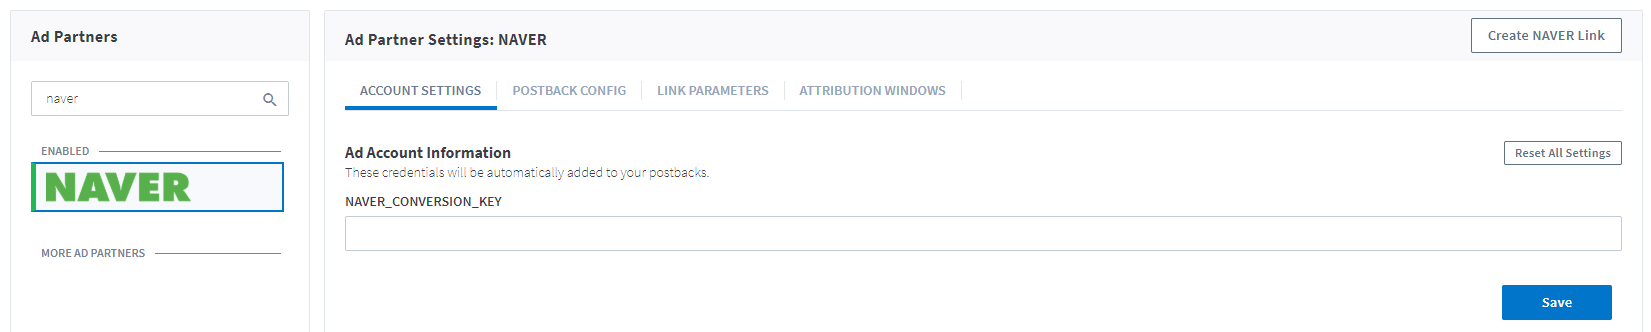 Ad Partners
naver
ENABLED
NAVER
MORE AD PARTNERS
Ad Partner Settings: NAVER
Create NAVER Link
ACCOUNT SETTINGS
POSTBACK CONFIG
LINK PARAMETERS
ATTRIBUTION WINDOWS
Ad Account Information
Reset All Settings
These credentials will be automatically added to your postbacks.
NAVER_CONVERSION_KEY
Save